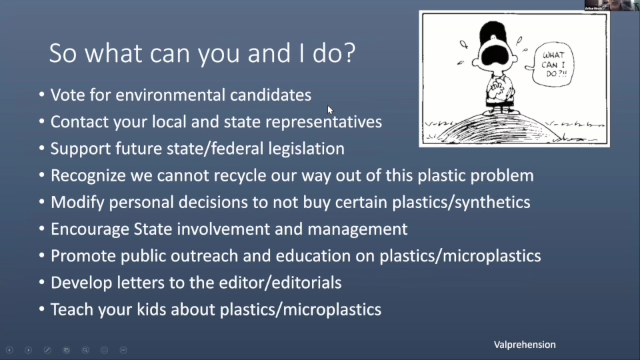 So what can you and I do?
WHAT
CAN I
DO?!!
• Vote for environmental candidates
• Contact your local and state representatives
• Support future state/federal legislation
• Recognize we cannot recycle our way out of this plastic problem
• Modify personal decisions to not buy certain plastics/synthetics
• Encourage State involvement and management
• Promote public outreach and education on plastics/microplastics
• Develop letters to the editor/editorials
• Teach your kids about plastics/microplastics
Valprehension